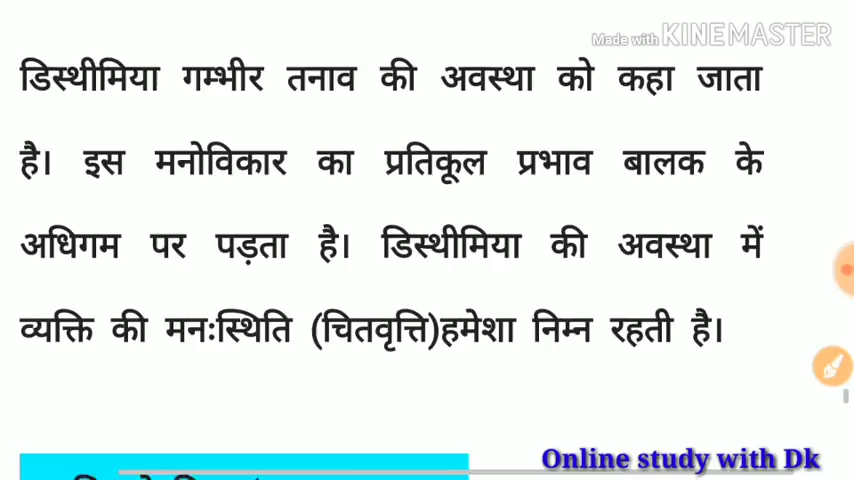 Made with KINEMASTER
डिस्थीमिया गम्भीर तनाव की अवस्था को कहा जाता
है। इस मनोविकार का प्रतिकूल प्रभाव बालक के
अधिगम पर पड़ता है। डिस्थीमिया की अवस्था में
व्यक्ति की मनःस्थिति (चितवृत्ति)हमेशा निम्न रहती है।
Online study with Dk